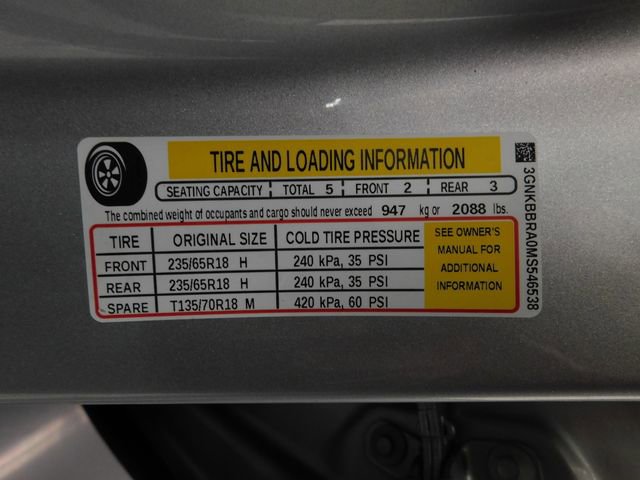 TIRE AND LOADING INFORMATION
SEATING CAPACITY TOTAL 5 FRONT 2 REAR 3
The combined weight of occupants and cargo should never exceed 947 kg or 2088 lbs.
TIRE ORIGINAL SIZE COLD TIRE PRESSURE
FRONT 235/65R18 H 240 kPa, 35 PSI
REAR 235/65R18 H 240 kPa, 35 PSI
SPARE T135/70R18 M 420 kPa, 60 PSI
SEE OWNER'S
MANUAL FOR
ADDITIONAL
INFORMATION
3GNKBBRA0MS546538